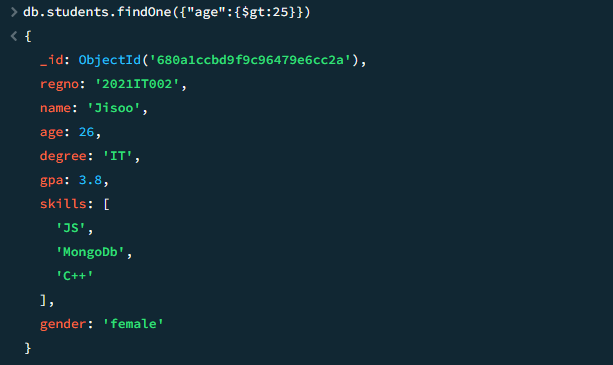 > db.students.findOne({"age":{$gt:25}})
< {
_id: ObjectId('680a1ccbd9f9c96479e6cc2a'),
regno: '2021IT002',
name: 'Jisoo',
age: 26,
degree: 'IT',
gpa: 3.8,
skills: [
'JS',
'MongoDb',
'C++'
],
gender: 'female'
}